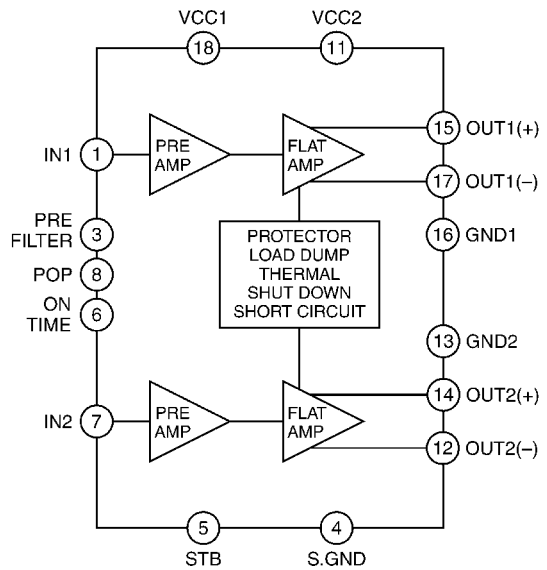 VCC1
VCC2
18
11
IN1
1
PRE
AMP
FLAT
AMP
15
OUT1(+)
17
OUT1(–)
PRE
FILTER
3
16
GND1
POP
8
ON
TIME
6
PROTECTOR
LOAD DUMP
THERMAL
SHUT DOWN
SHORT CIRCUIT
13
GND2
IN2
7
PRE
AMP
FLAT
AMP
14
OUT2(+)
12
OUT2(–)
5
4
STB
S.GND